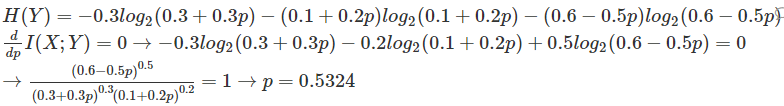 H(Y) = −0.3log₂(0.3 + 0.3p) − (0.1 + 0.2p)log₂(0.1 + 0.2p) − (0.6 − 0.5p)log₂(0.6 − 0.5p)
d/dp I(X; Y) = 0 → −0.3log₂(0.3 + 0.3p) − 0.2log₂(0.1 + 0.2p) + 0.5log₂(0.6 − 0.5p) = 0
→ (0.6−0.5p)^0.5 / (0.3+0.3p)^0.3(0.1+0.2p)^0.2 = 1 → p = 0.5324